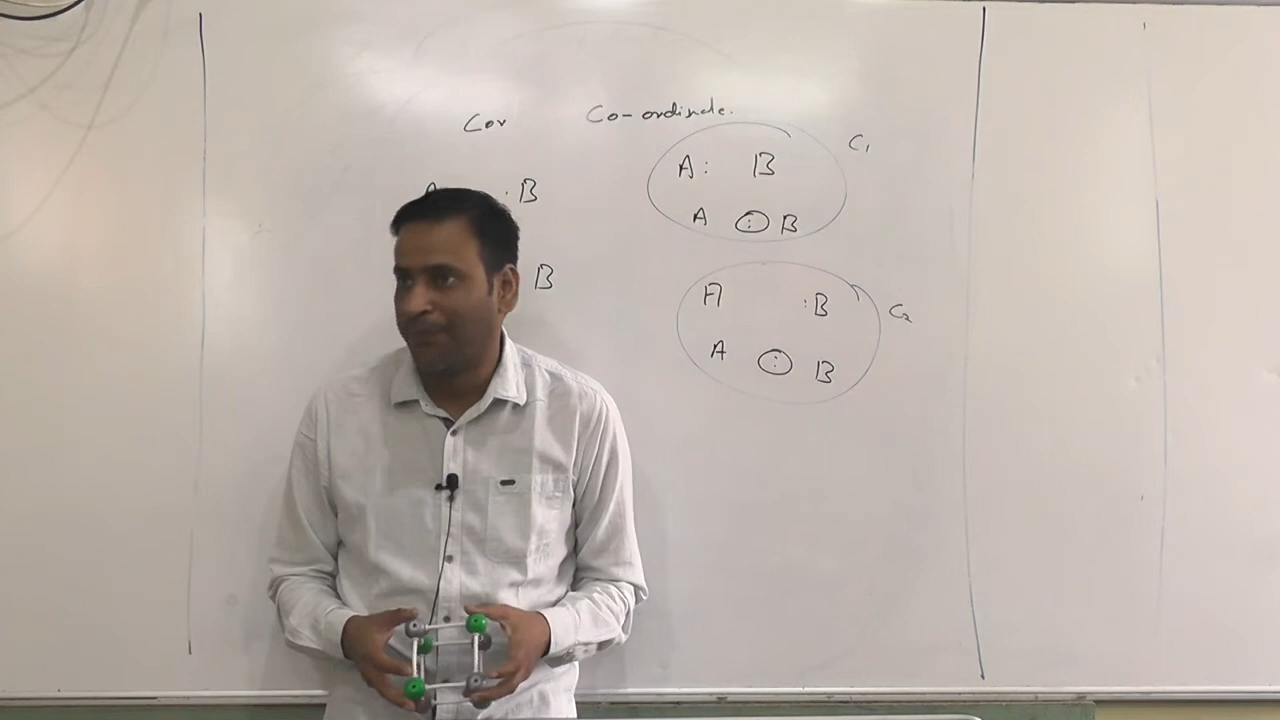 Cov Co-ordinate.
A: B C₁
· B
A : B
B
A :B C₂
A : B